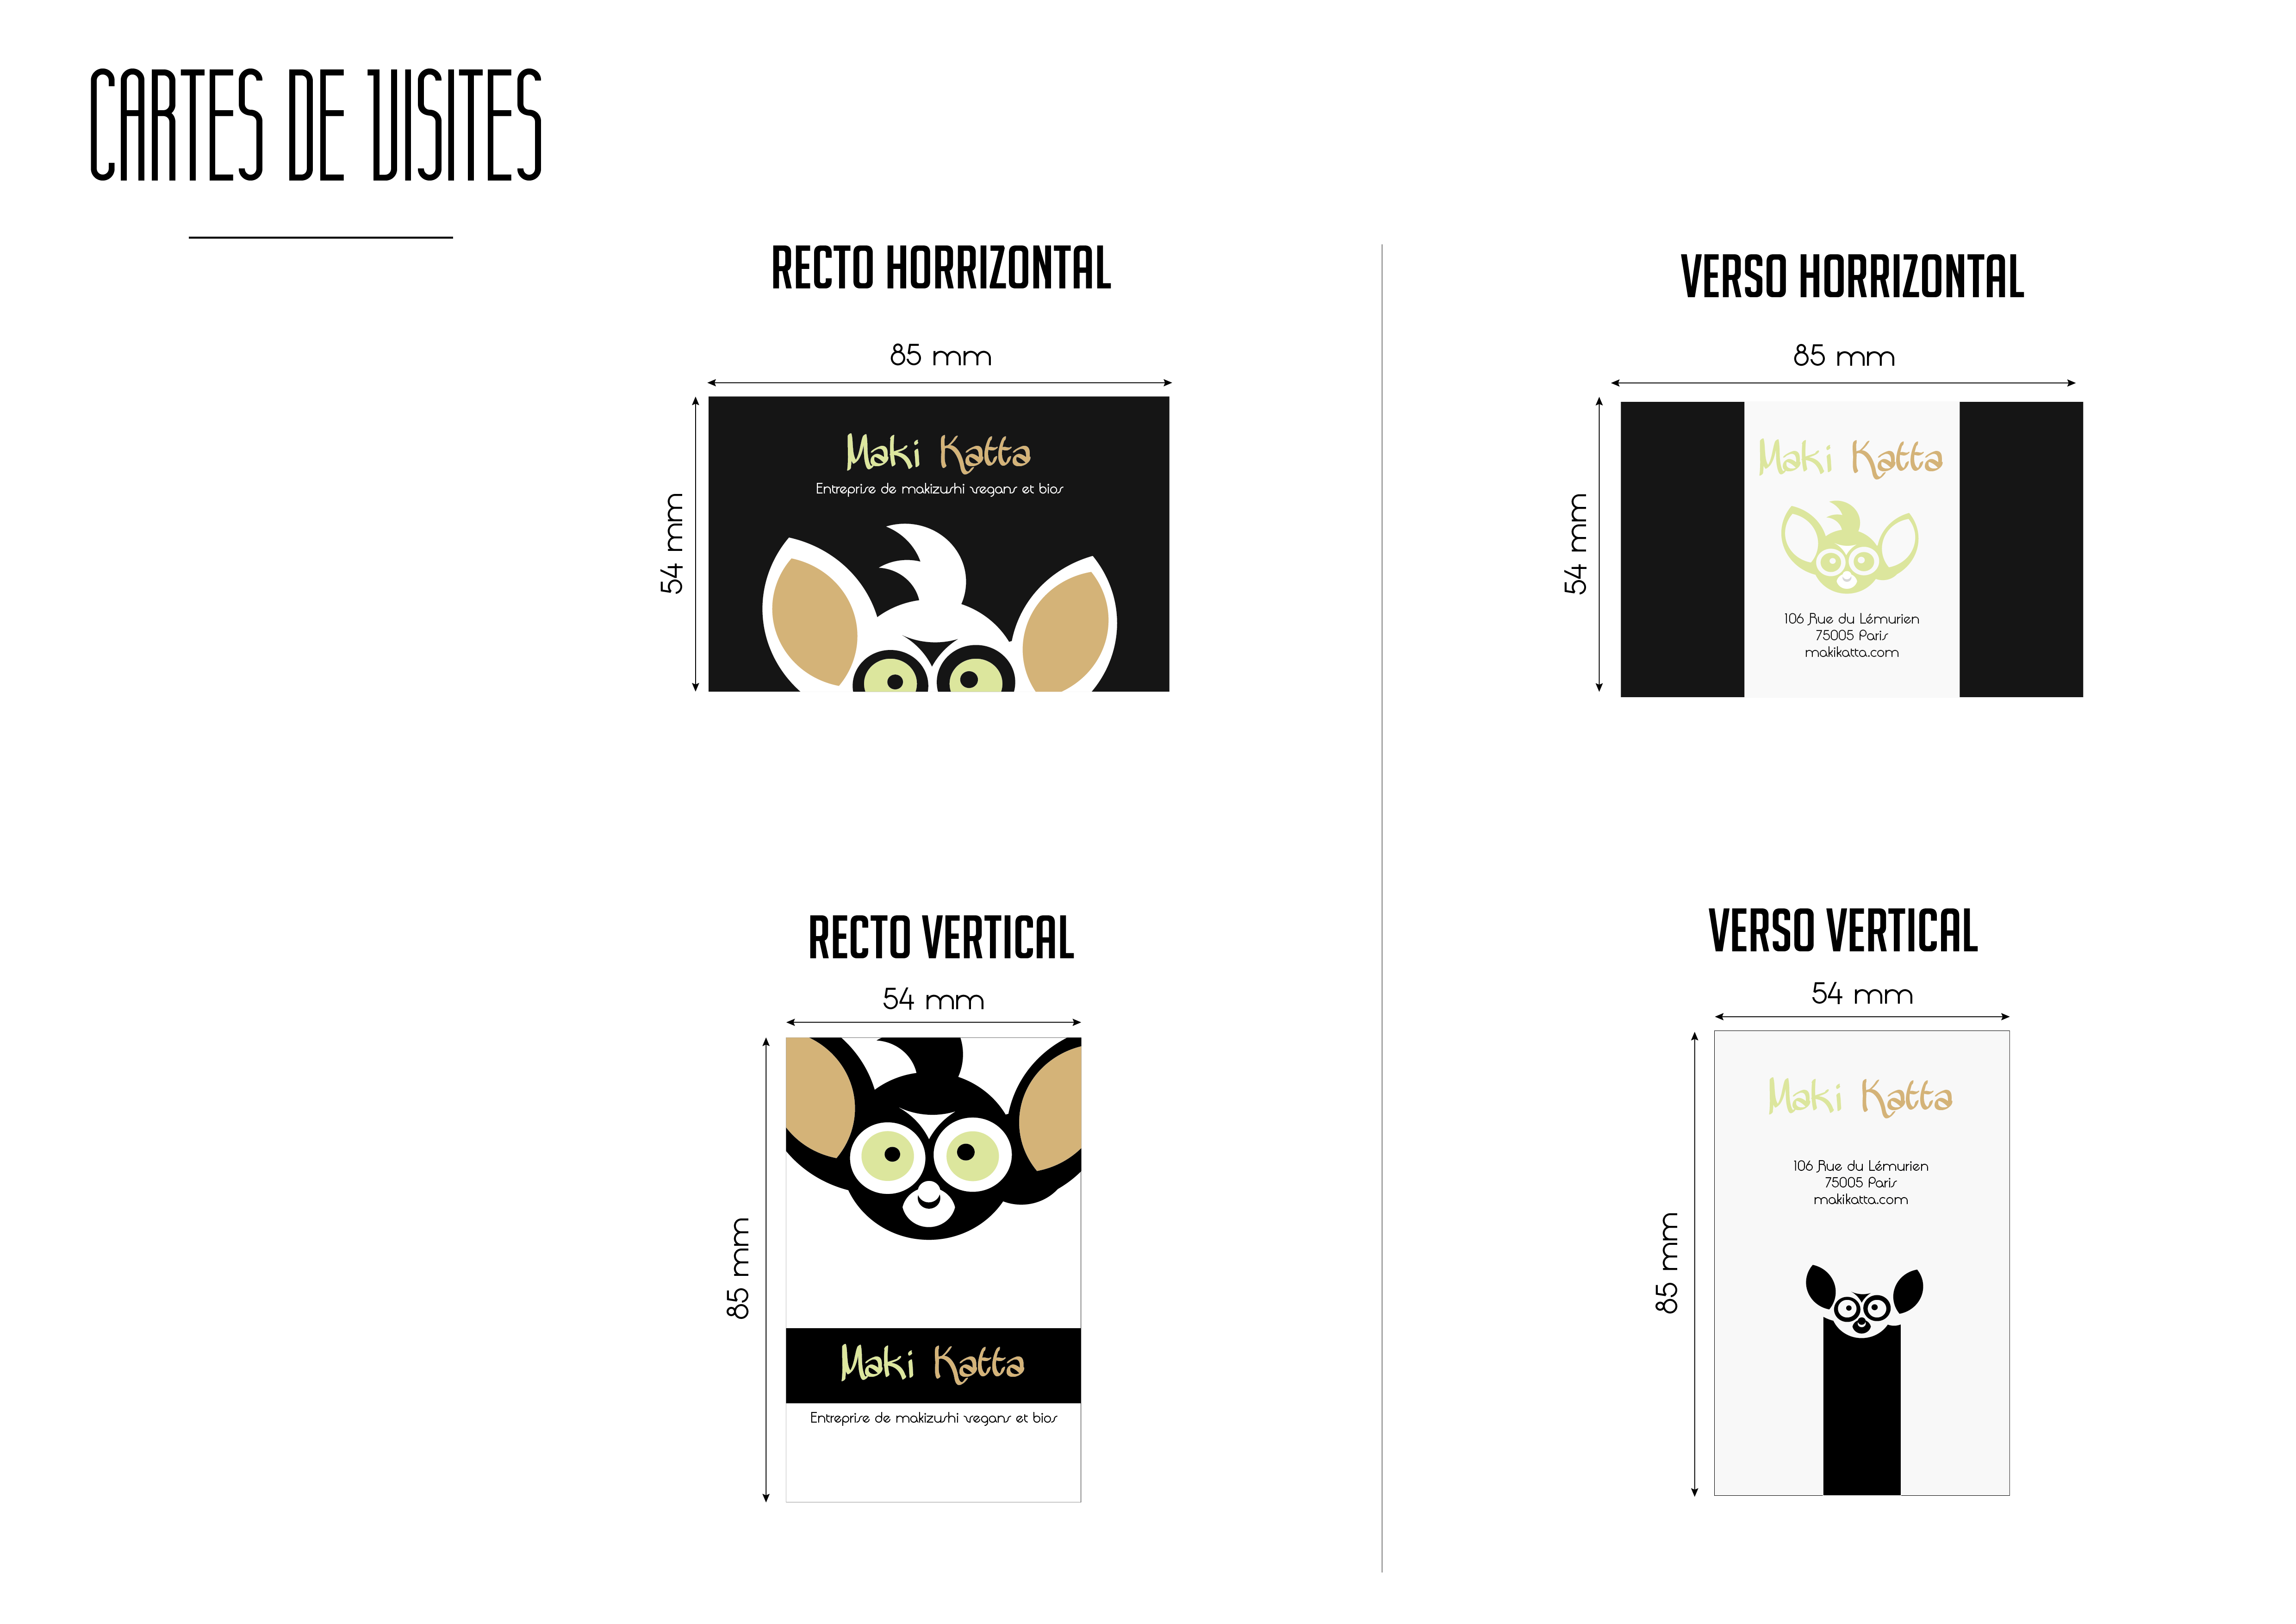 CARTES DE VISITES
RECTO HORRIZONTAL
85 mm
54 mm
Maki Katta
Entreprise de makizushi vegans et bios
VERSO HORRIZONTAL
85 mm
54 mm
Maki Katta
106 Rue du Lémurien
75005 Paris
makikatta.com
RECTO VERTICAL
54 mm
85 mm
Maki Katta
Entreprise de makizushi vegans et bios
VERSO VERTICAL
54 mm
85 mm
Maki Katta
106 Rue du Lémurien
75005 Paris
makikatta.com